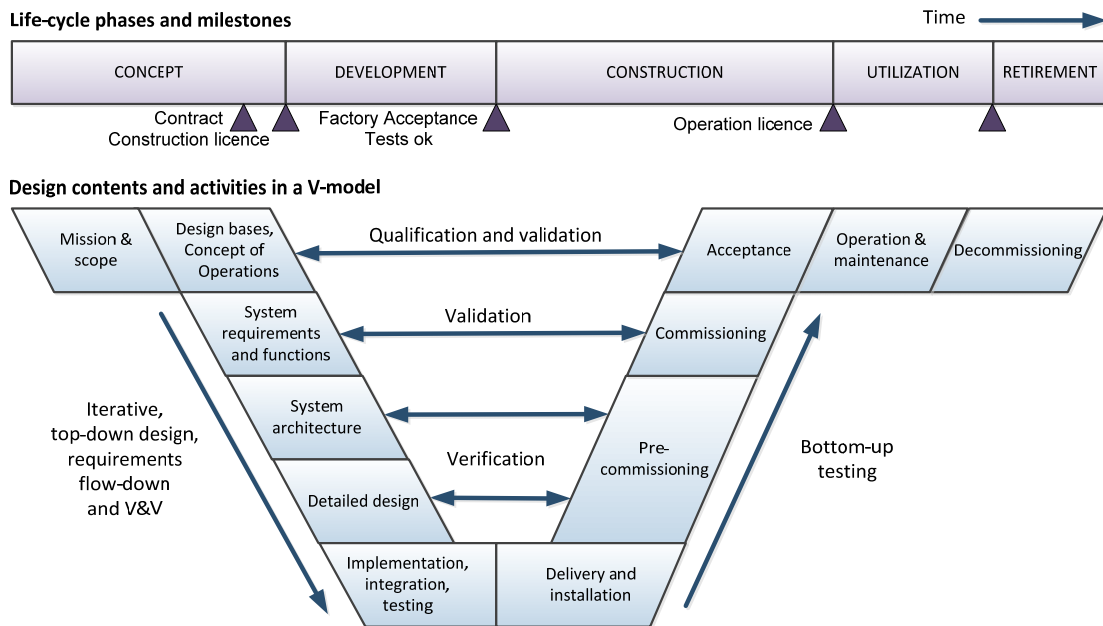 Life-cycle phases and milestones
Time
CONCEPT
DEVELOPMENT
CONSTRUCTION
UTILIZATION
RETIREMENT
Contract
Construction licence
Factory Acceptance
Tests ok
Operation licence
Design contents and activities in a V-model
Mission &
scope
Design bases,
Concept of
Operations
Qualification and validation
Acceptance
Operation &
maintenance
Decommissioning
System
requirements
and functions
Validation
Commissioning
System
architecture
Iterative,
top-down design,
requirements
flow-down
and V&V
Verification
Pre-
commissioning
Bottom-up
testing
Detailed design
Implementation,
integration,
testing
Delivery and
installation